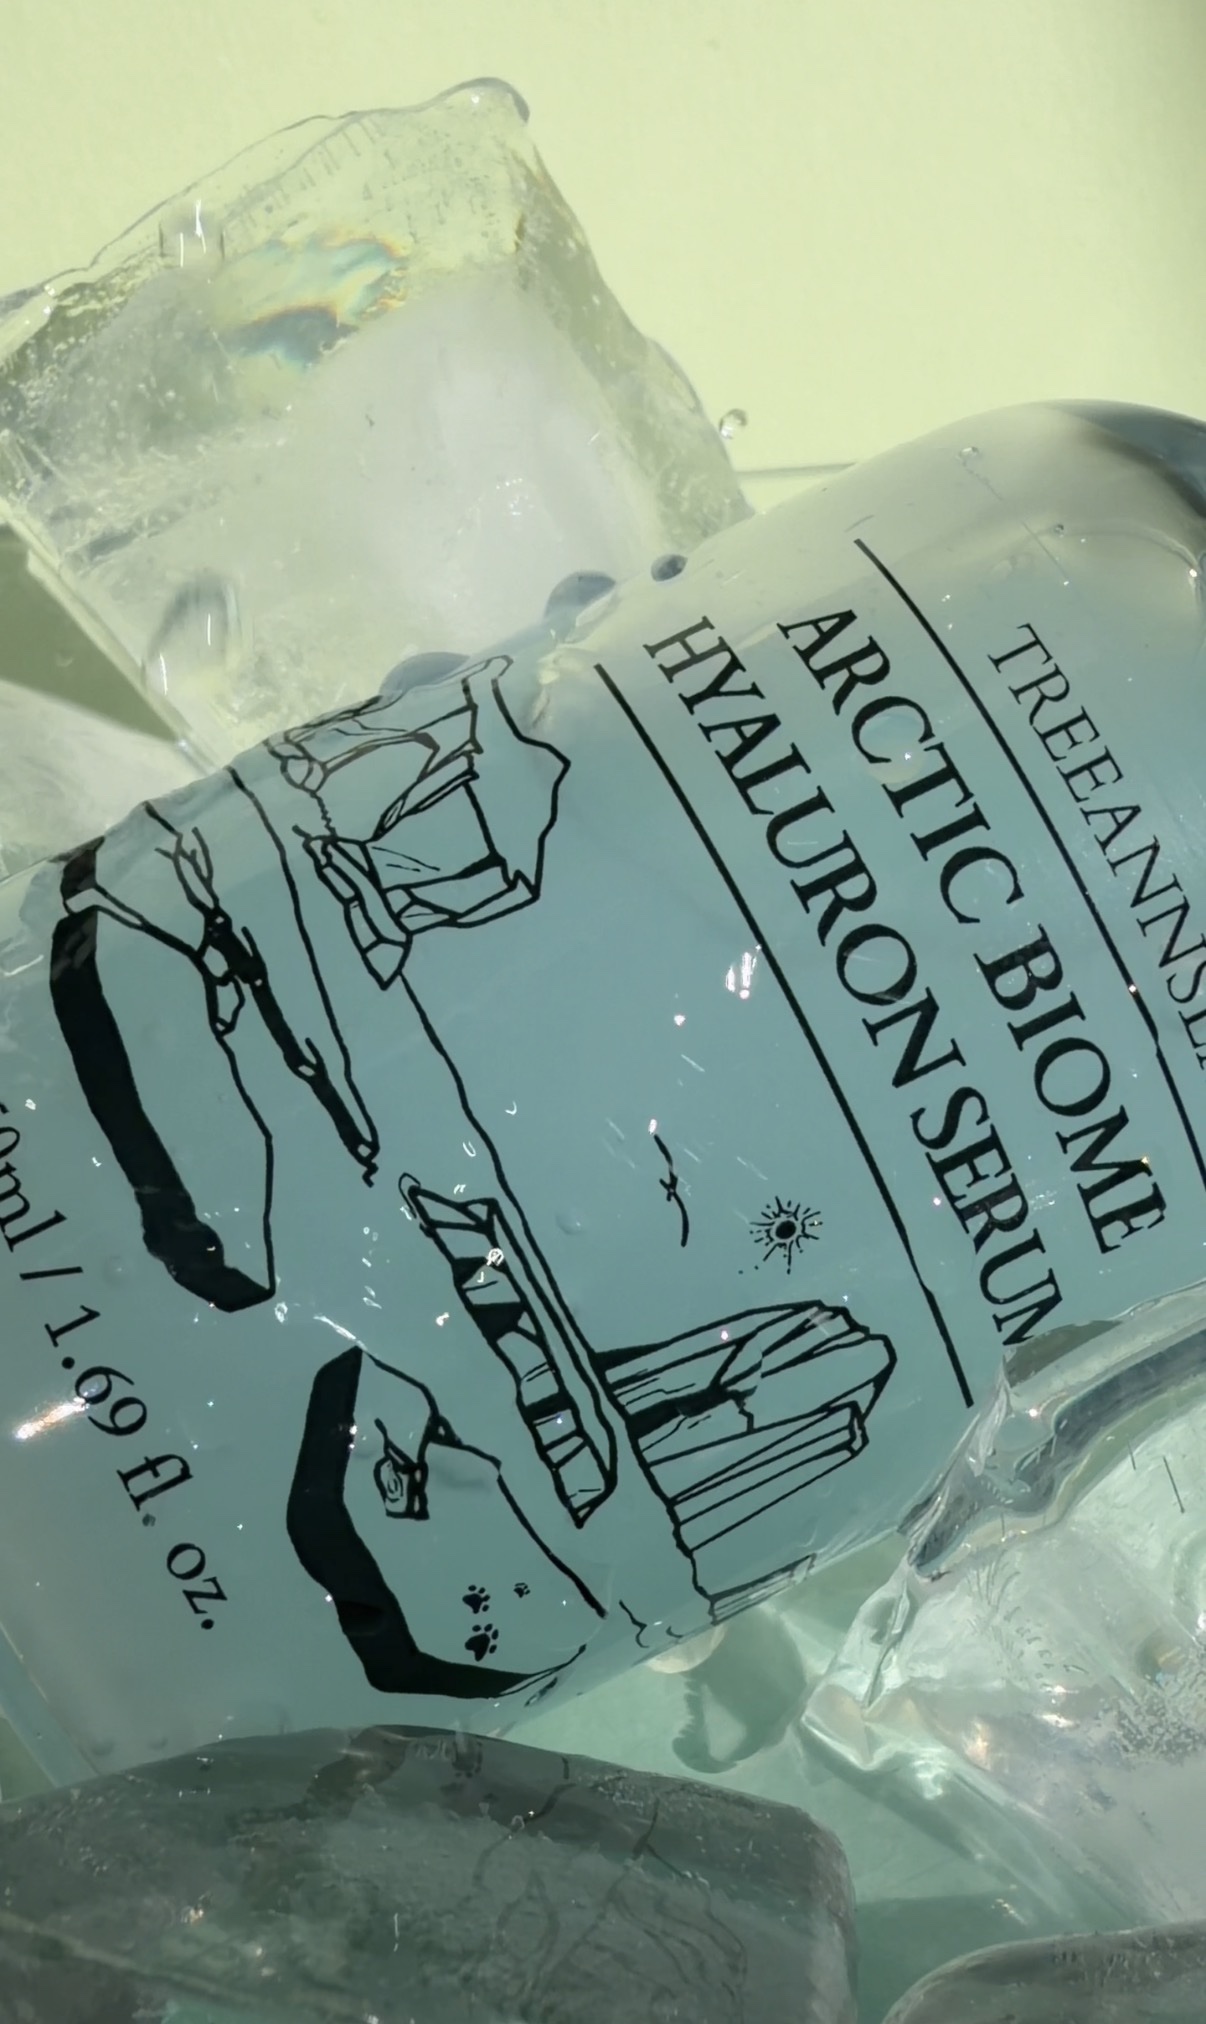 ARCTIC BIOME
HYALURON SERUM
/ 1.69 fl. oz.